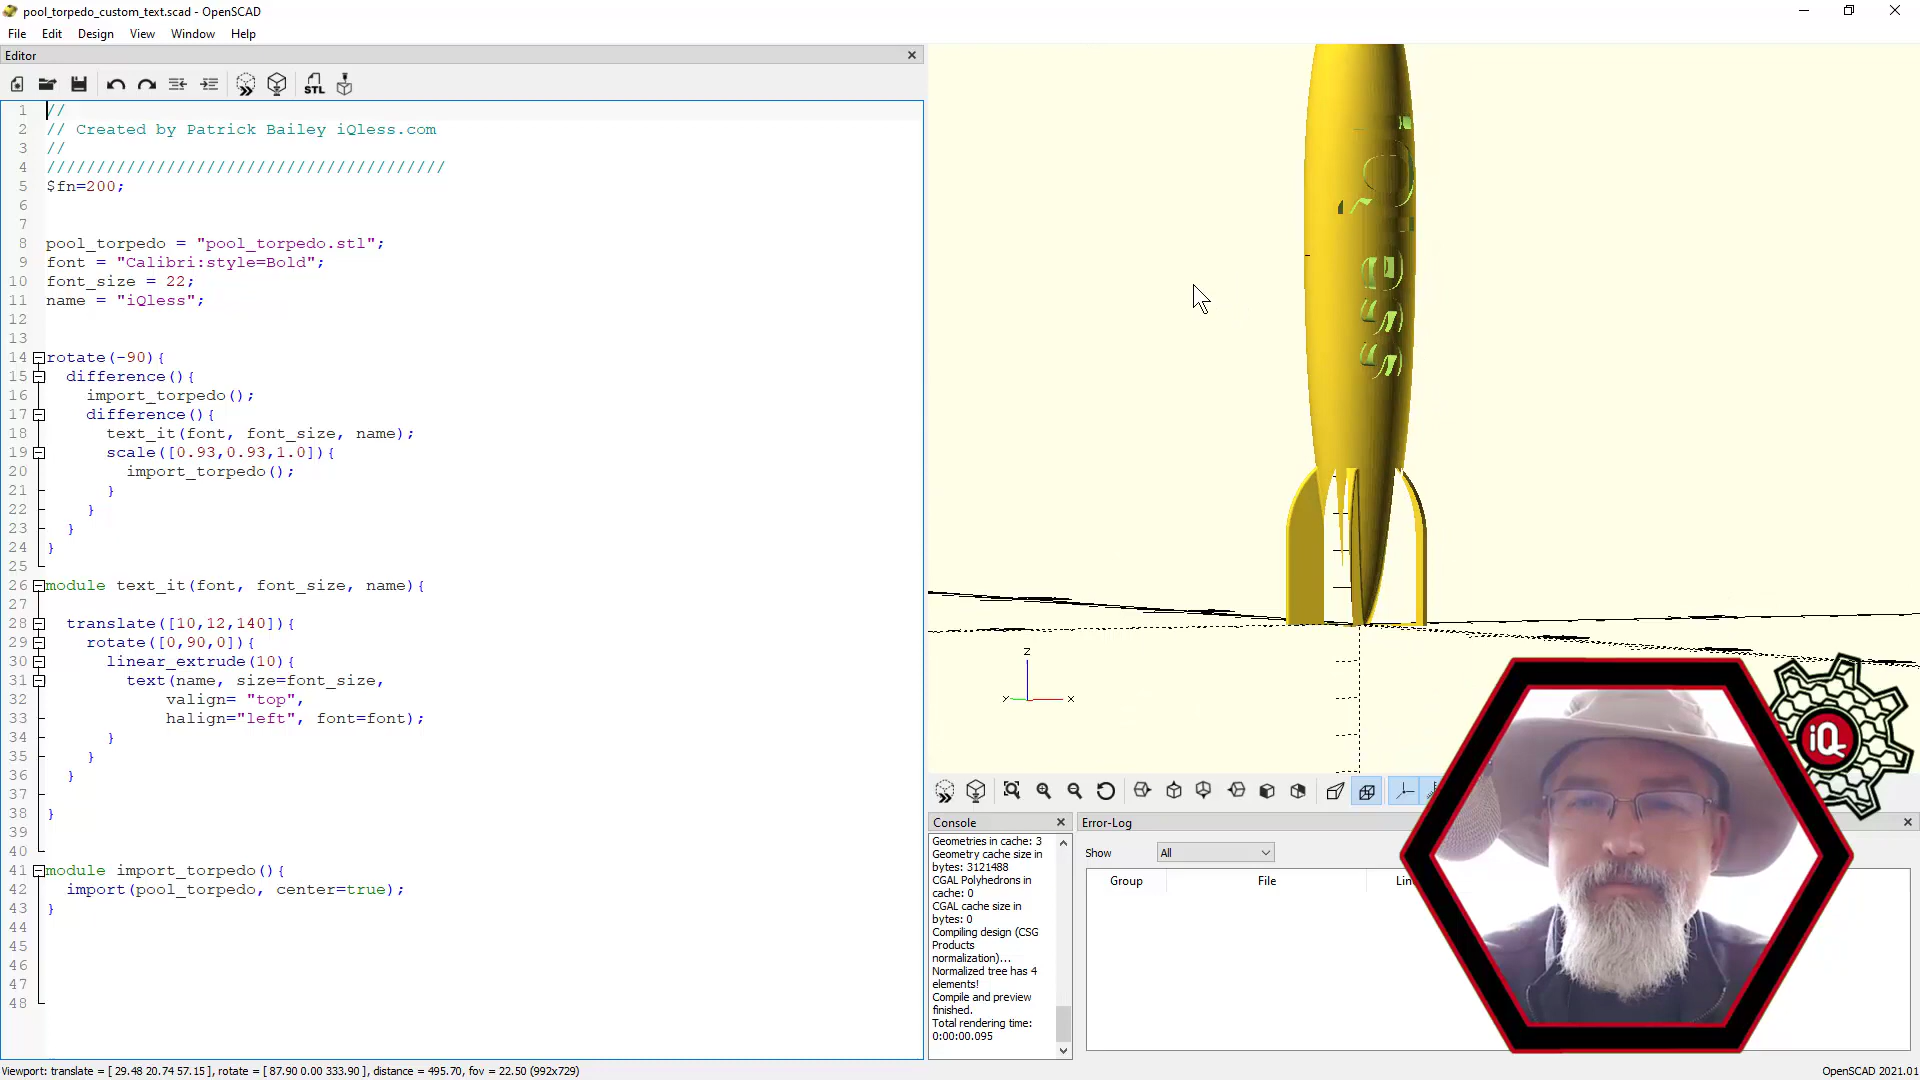 pool_torpedo_custom_text.scad - OpenSCAD
File Edit Design View Window Help
Editor
STL
1 //
2 // Created by Patrick Bailey iQless.com
3 //
4 ////////////////////////////////////////
5 $fn=200;
6
7
8 pool_torpedo = "pool_torpedo.stl";
9 font = "Calibri:style=Bold";
10 font_size = 22;
11 name = "iQless";
12
13
14 rotate(-90){
15 difference(){
16 import_torpedo();
17 difference(){
18 text_it(font, font_size, name);
19 scale([0.93,0.93,1.0]){
20 import_torpedo();
21 }
22 }
23 }
24 }
25
26 module text_it(font, font_size, name){
27
28 translate([10,12,140]){
29 rotate([0,90,0]){
30 linear_extrude(10){
31 text(name, size=font_size,
32 valign= "top",
33 halign="left", font=font);
34 }
35 }
36 }
37
38 }
39
40
41 module import_torpedo(){
42 import(pool_torpedo, center=true);
43 }
44
45
46
47
48
iQless
Z
Y X
Console
Geometries in cache: 3
Geometry cache size in
bytes: 3121488
CGAL Polyhedrons in
cache: 0
CGAL cache size in
bytes: 0
Compiling design (CSG
Products
normalization)...
Normalized tree has 4
elements!
Compile and preview
finished.
Total rendering time:
0:00:00.095
Error-Log
Show All
Group File Lin
iQ
Viewport: translate = [ 29.48 20.74 57.15 ], rotate = [ 87.90 0.00 333.90 ], distance = 495.70, fov = 22.50 (992x729)
OpenSCAD 2021.01